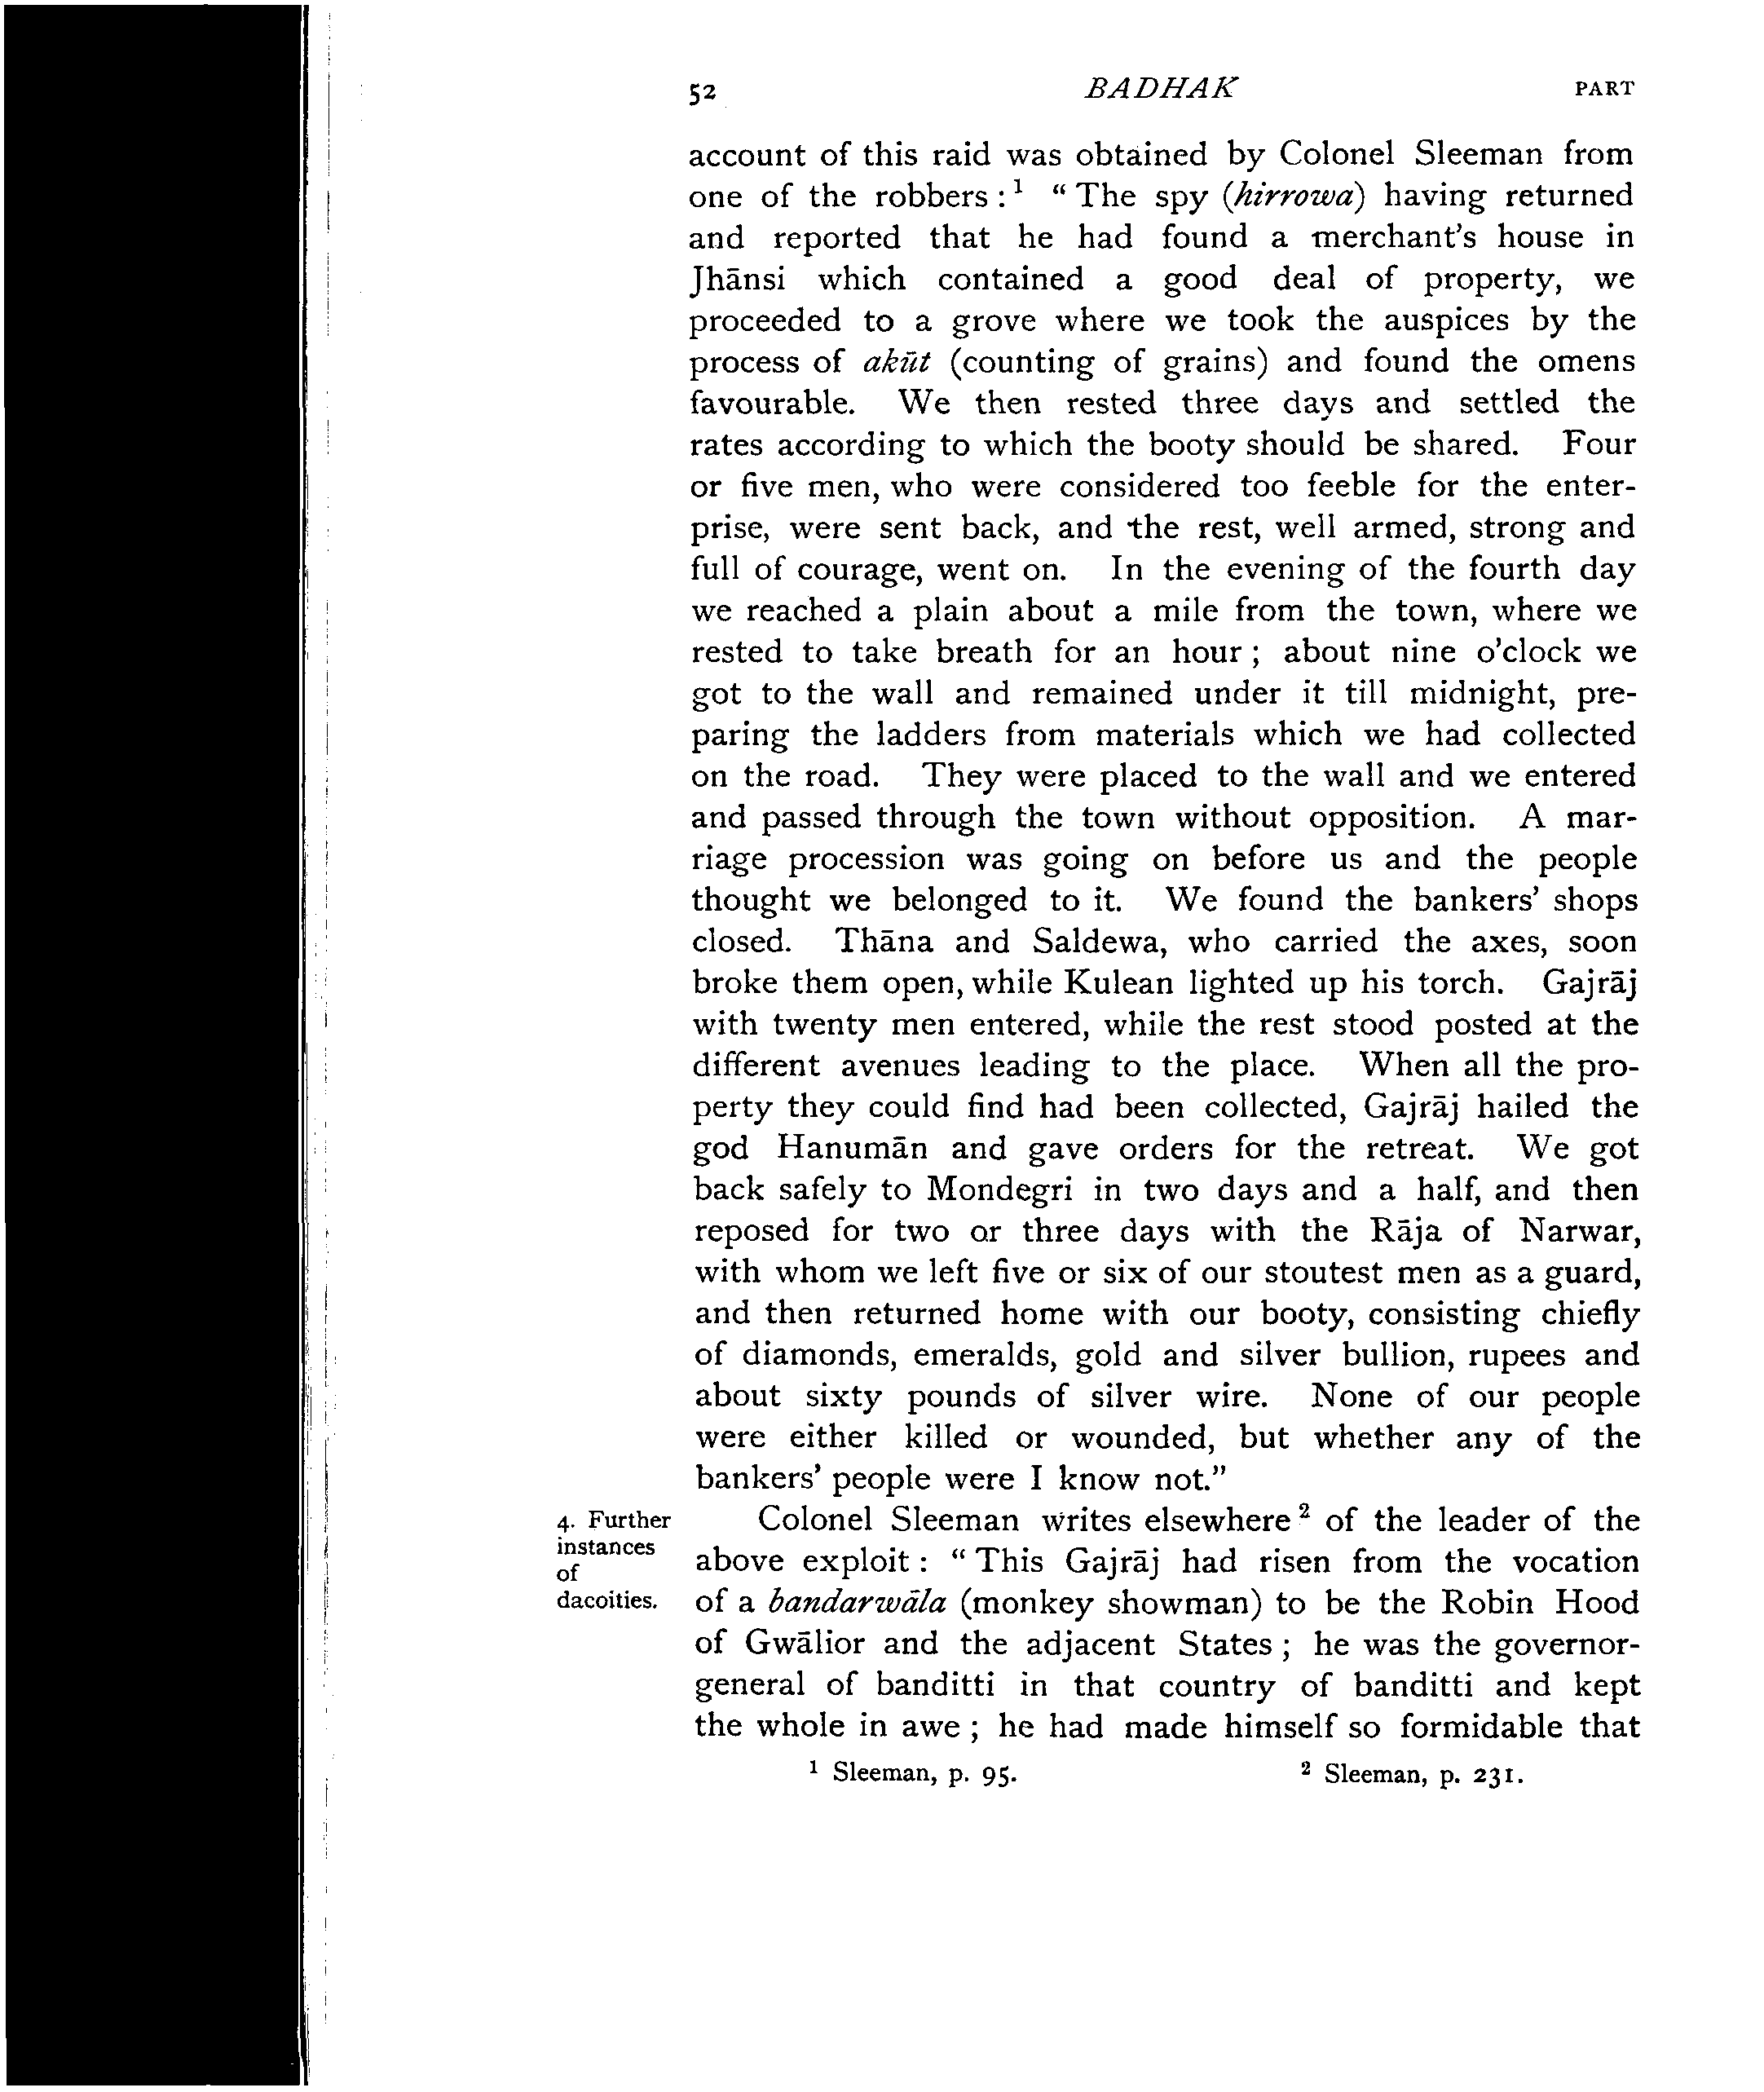 52 BADHAK PART
account of this raid was obtained by Colonel Sleeman from
one of the robbers :¹ “ The spy (hirrowa) having returned
and reported that he had found a merchant's house in
Jhānsi which contained a good deal of property, we
proceeded to a grove where we took the auspices by the
process of akūt (counting of grains) and found the omens
favourable. We then rested three days and settled the
rates according to which the booty should be shared. Four
or five men, who were considered too feeble for the enter-
prise, were sent back, and the rest, well armed, strong and
full of courage, went on. In the evening of the fourth day
we reached a plain about a mile from the town, where we
rested to take breath for an hour ; about nine o'clock we
got to the wall and remained under it till midnight, pre-
paring the ladders from materials which we had collected
on the road. They were placed to the wall and we entered
and passed through the town without opposition. A mar-
riage procession was going on before us and the people
thought we belonged to it. We found the bankers' shops
closed. Thāna and Saldewa, who carried the axes, soon
broke them open, while Kulean lighted up his torch. Gajrāj
with twenty men entered, while the rest stood posted at the
different avenues leading to the place. When all the pro-
perty they could find had been collected, Gajrāj hailed the
god Hanumān and gave orders for the retreat. We got
back safely to Mondegri in two days and a half, and then
reposed for two or three days with the Rāja of Narwar,
with whom we left five or six of our stoutest men as a guard,
and then returned home with our booty, consisting chiefly
of diamonds, emeralds, gold and silver bullion, rupees and
about sixty pounds of silver wire. None of our people
were either killed or wounded, but whether any of the
bankers' people were I know not.”
4. Further
instances
of
dacoities.
Colonel Sleeman writes elsewhere² of the leader of the
above exploit : “ This Gajrāj had risen from the vocation
of a bandarwāla (monkey showman) to be the Robin Hood
of Gwālior and the adjacent States ; he was the governor-
general of banditti in that country of banditti and kept
the whole in awe ; he had made himself so formidable that
¹ Sleeman, p. 95. ² Sleeman, p. 231.